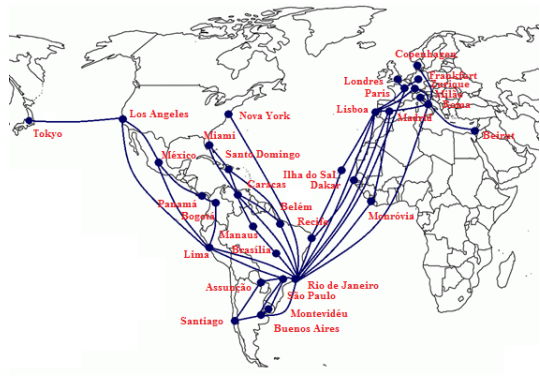 Copenhagen
Londres
Frankfurt
Zurique
Paris
Milão
Roma
Lisboa
Madrid
Beirut
Los Angeles
Nova York
Tokyo
Miami
México
Santo Domingo
Ilha do Sal
Dakar
Caracas
Panamá
Bogotá
Belém
Monróvia
Recife
Manaus
Brasília
Lima
Assunção
Rio de Janeiro
São Paulo
Montevidéu
Santiago
Buenos Aires